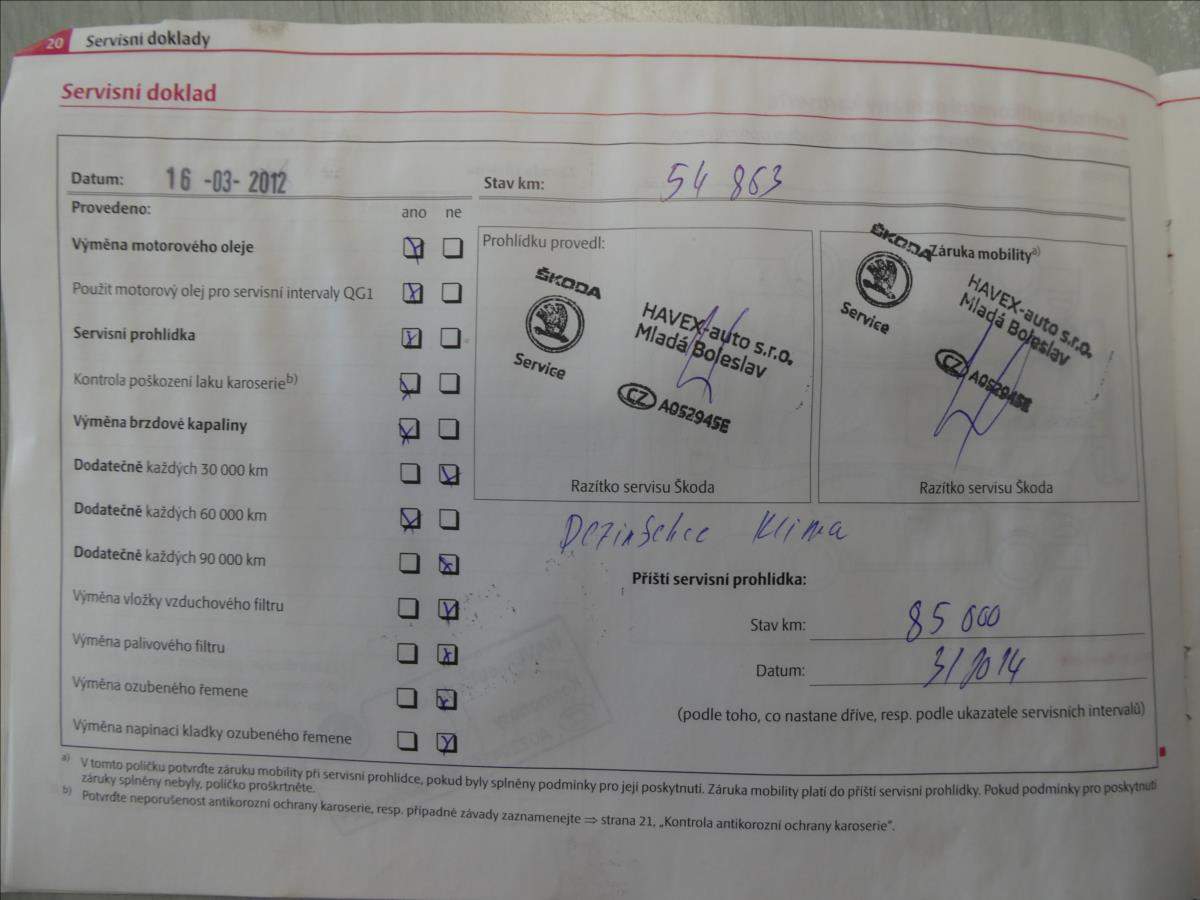 20 Servisní doklady
Servisní doklad
Datum: 16 -03- 2012
Stav km: 54 863
Provedeno: ano ne
Výměna motorového oleje
Použit motorový olej pro servisní intervaly QG1
Servisní prohlídka
Kontrola poškození laku karoserie b)
Výměna brzdové kapaliny
Dodatečně každých 30 000 km
Dodatečně každých 60 000 km
Dodatečně každých 90 000 km
Výměna vložky vzduchového filtru
Výměna palivového filtru
Výměna ozubeného řemene
Výměna napínací kladky ozubeného řemene
Prohlídku provedl:
ŠKODA
Service
HAVEX-auto s.r.o.
Mladá Boleslav
CZ A052945E
Razítko servisu Škoda
Záruka mobility a)
ŠKODA
Service
HAVEX-auto s.r.o.
Mladá Boleslav
CZ A052945E
Razítko servisu Škoda
Dezinfekce Klima
Příští servisní prohlídka:
Stav km: 85 000
Datum: 3/2014
(podle toho, co nastane dříve, resp. podle ukazatele servisních intervalů)
a) V tomto políčku potvrďte záruku mobility při servisní prohlídce, pokud byly splněny podmínky pro její poskytnutí. Záruka mobility platí do příští servisní prohlídky. Pokud podmínky pro poskytnutí
záruky splněny nebyly, políčko proškrtněte.
b) Potvrďte neporušenost antikorozní ochrany karoserie, resp. případné závady zaznamenejte ⇒ strana 21, „Kontrola antikorozní ochrany karoserie“.